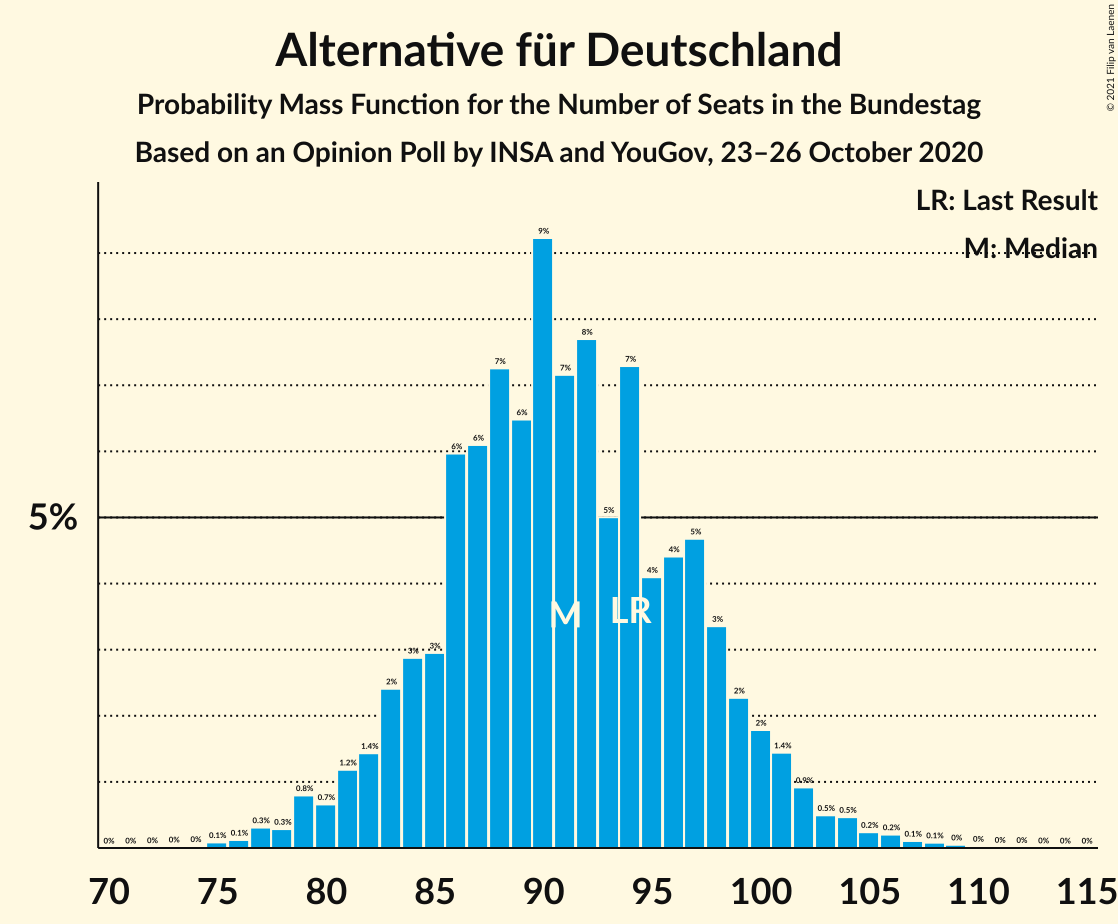 Alternative für Deutschland
Probability Mass Function for the Number of Seats in the Bundestag
Based on an Opinion Poll by INSA and YouGov, 23–26 October 2020
© 2021 Filip van Laenen
LR: Last Result
M: Median
5%
0% 0% 0% 0% 0% 0.1% 0.1% 0.3% 0.3% 0.8% 0.7% 1.2% 1.4% 2% 3% 3% 6% 6% 7% 6% 9% 7% 8% 5% 7% 4% 4% 5% 3% 2% 2% 1.4% 0.9% 0.5% 0.5% 0.2% 0.2% 0.1% 0.1% 0% 0% 0% 0% 0% 0% 0%
M LR
70 75 80 85 90 95 100 105 110 115